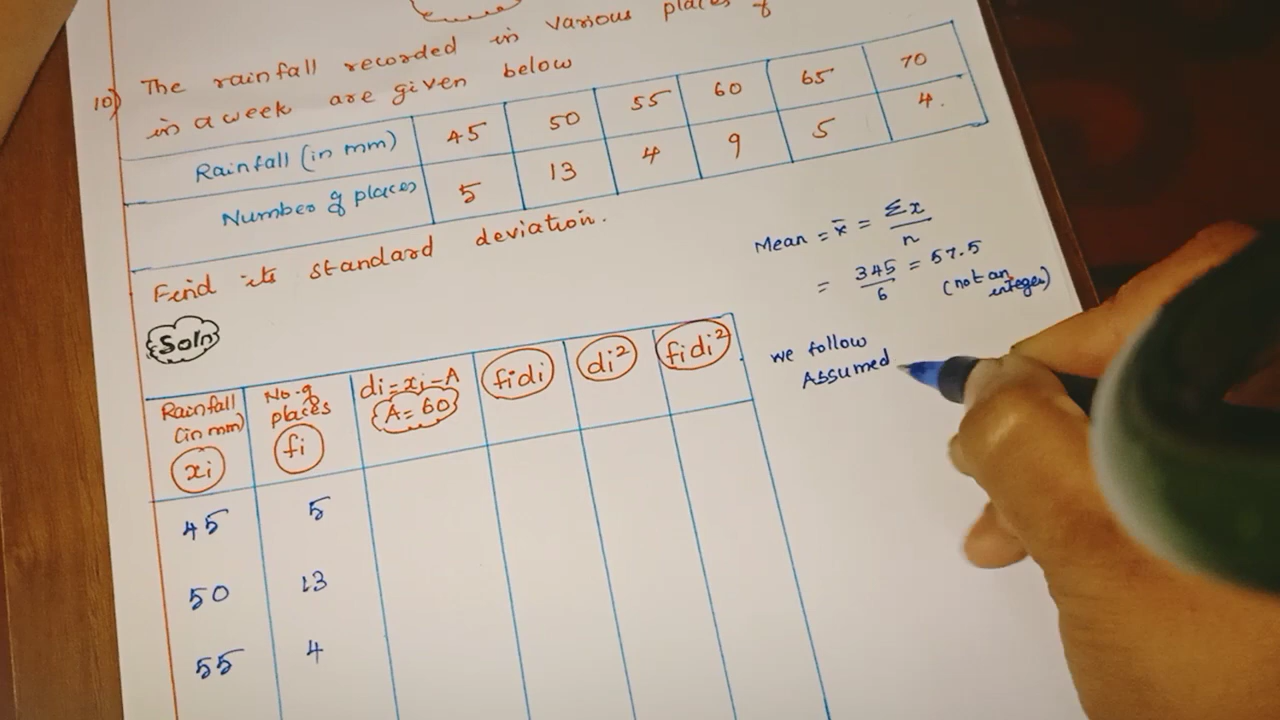 10) The rainfall recorded in various places of
in a week are given below
Rainfall (in mm) 45 50 55 60 65 70
Number of places 5 13 4 9 5 4.
Find its standard deviation.
Mean = x̄ = Σx/n
= 345/6 = 57.5
(not an
integer)
Soln
we follow
Assumed
Rainfall (in mm) xi
No. of places fi
di = xi – A
A = 60
fidi
di²
fidi²
45 5
50 13
55 4